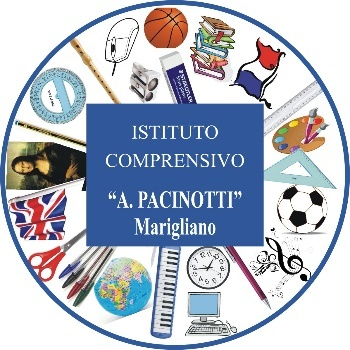 ISTITUTO
COMPRENSIVO
“A. PACINOTTI”
Marigliano